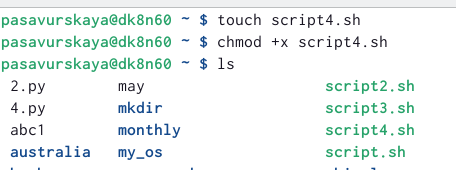 pasavurskaya@dk8n60 ~ $ touch script4.sh
pasavurskaya@dk8n60 ~ $ chmod +x script4.sh
pasavurskaya@dk8n60 ~ $ ls
2.py may script2.sh
4.py mkdir script3.sh
abc1 monthly script4.sh
australia my_os script.sh